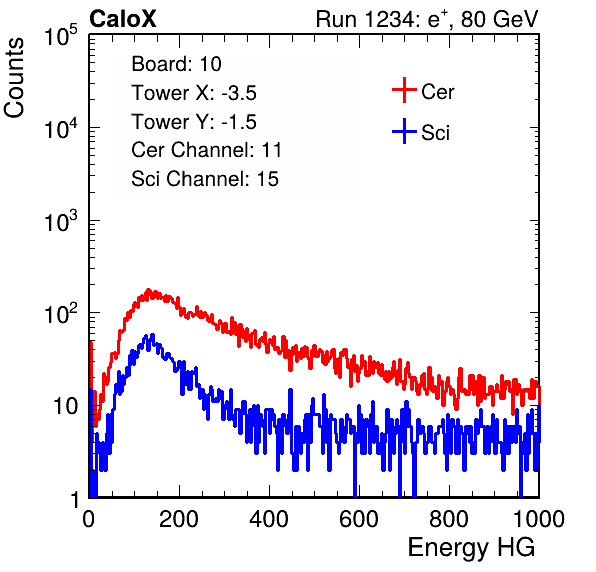 CaloX Run 1234: e⁺, 80 GeV
Counts
10⁵
10⁴
10³
10²
10
1
Board: 10
Tower X: -3.5
Tower Y: -1.5
Cer Channel: 11
Sci Channel: 15
Cer
Sci
0 200 400 600 800 1000
Energy HG